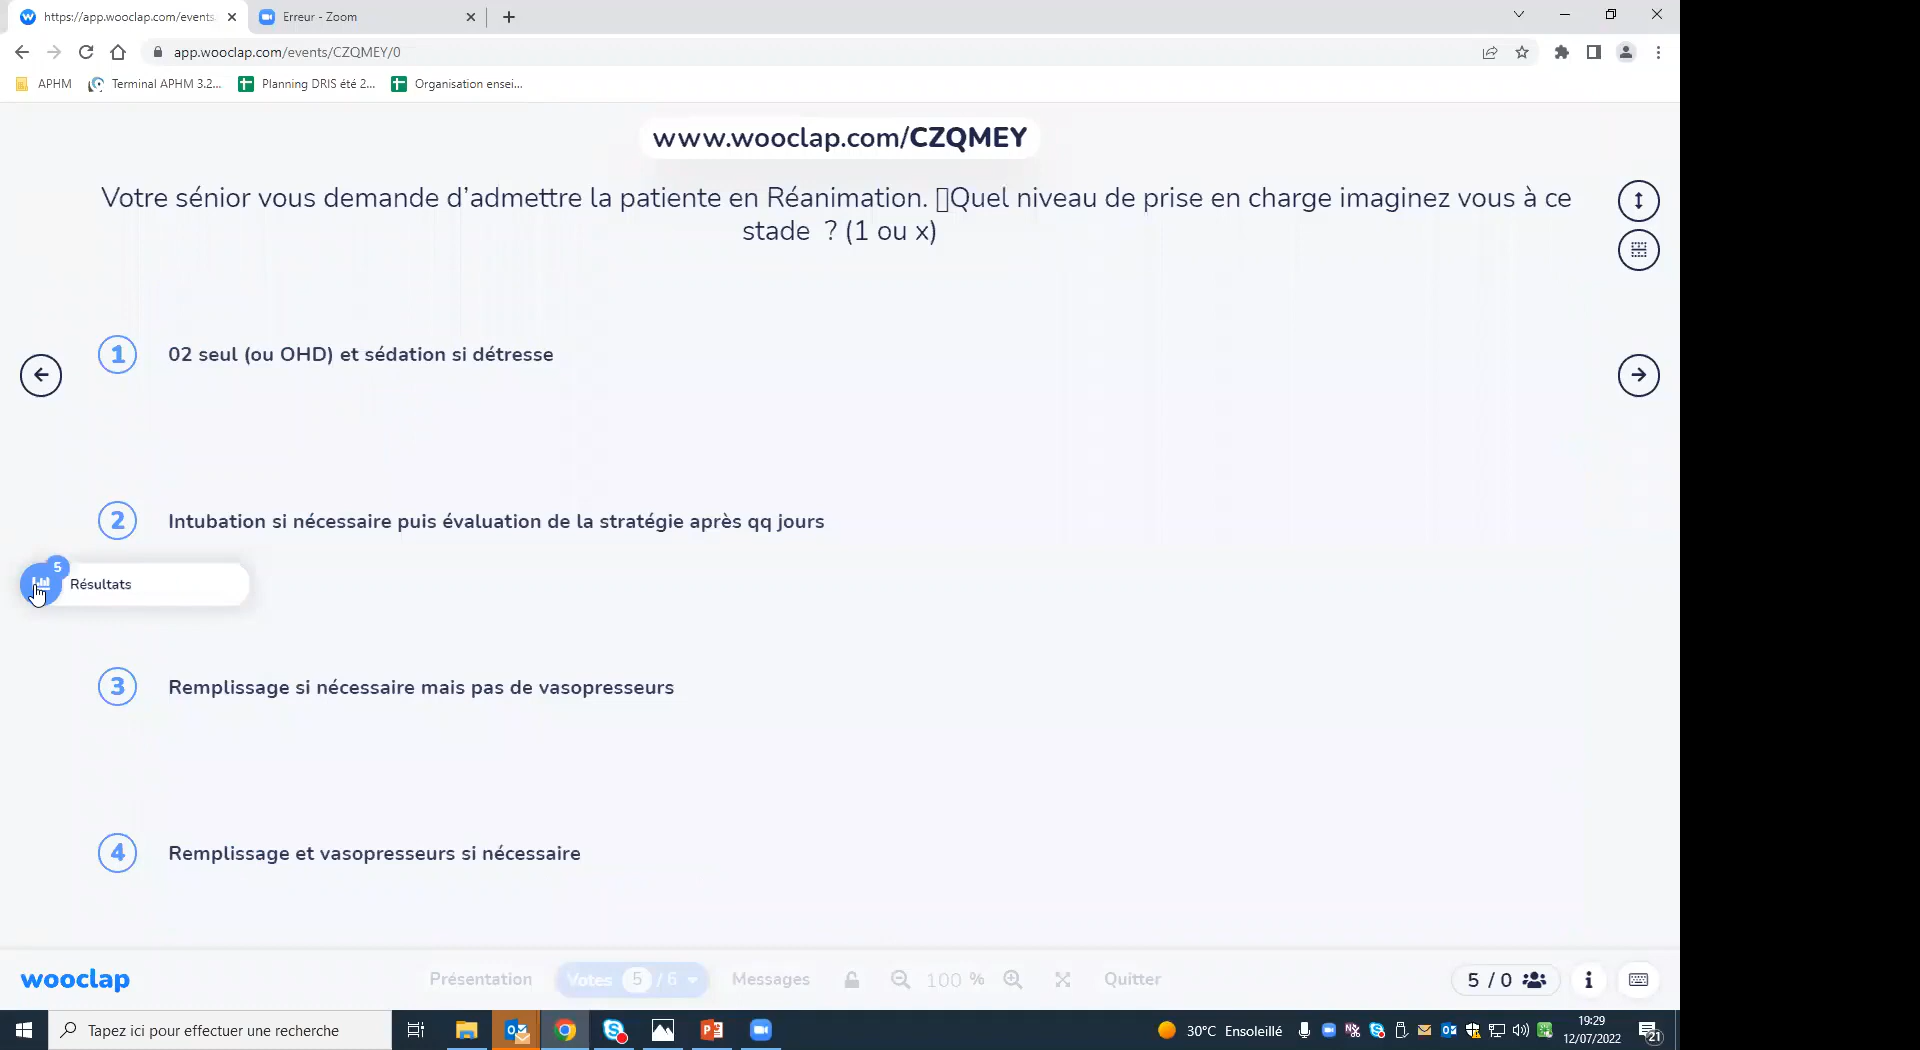 https://app.wooclap.com/events
Erreur - Zoom
app.wooclap.com/events/CZQMEY/0
APHM
Terminal APHM 3.2...
Planning DRIS été 2...
Organisation ensei...
www.wooclap.com/CZQMEY
Votre sénior vous demande d’admettre la patiente en Réanimation. Quel niveau de prise en charge imaginez vous à ce
stade ? (1 ou x)
1
02 seul (ou OHD) et sédation si détresse
2
Intubation si nécessaire puis évaluation de la stratégie après qq jours
5
Résultats
3
Remplissage si nécessaire mais pas de vasopresseurs
4
Remplissage et vasopresseurs si nécessaire
wooclap
Présentation
Votes 5 / 6
Messages
100 %
Quitter
5 / 0
Tapez ici pour effectuer une recherche
30°C Ensoleillé
19:29
12/07/2022
21